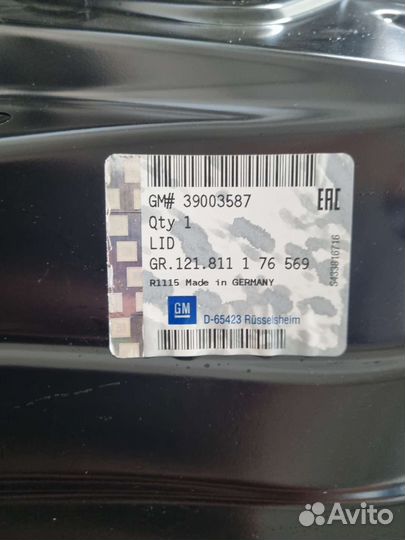 GM# 39003587
EAC
Qty 1
LID
GR.121.811 1 76 569
R1115 Made in GERMANY
GM
D-65423 Rüsselsheim
S433816716
Avito